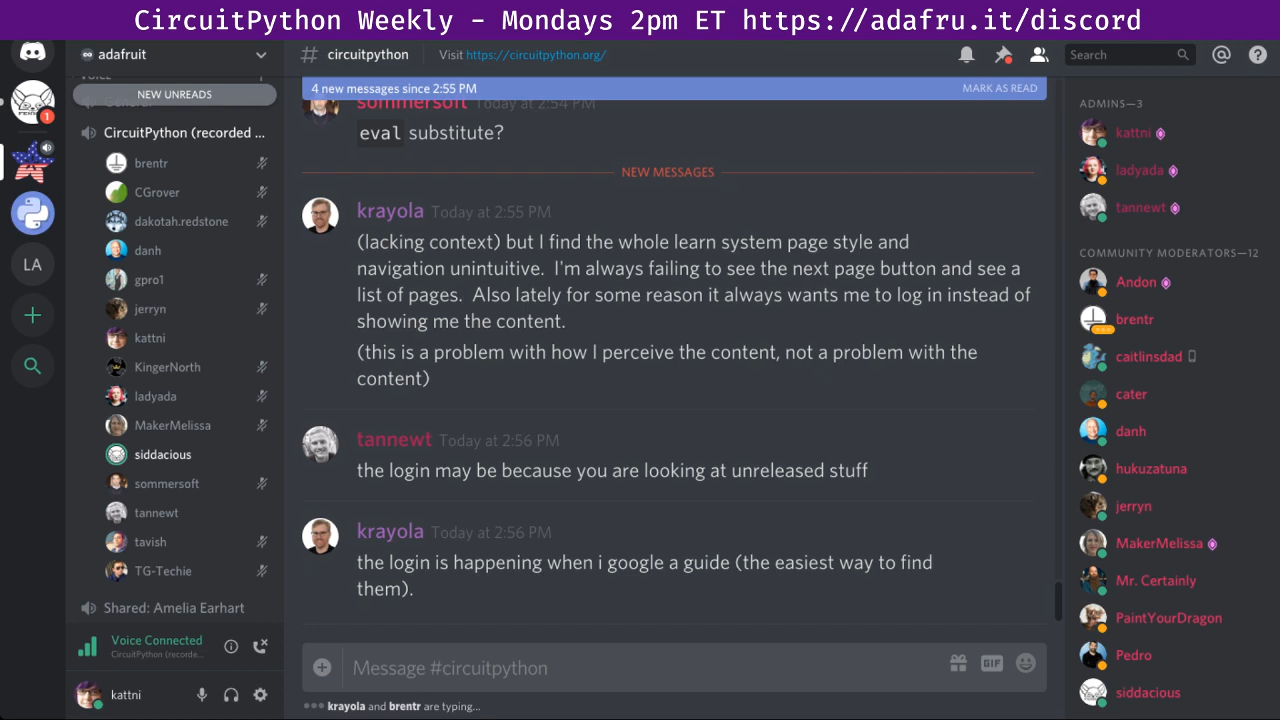 CircuitPython Weekly - Mondays 2pm ET https://adafru.it/discord
adafruit
# circuitpython
Visit https://circuitpython.org/
Search
NEW UNREADS
CircuitPython (recorded ...
brentr
CGrover
dakotah.redstone
danh
gpro1
jerryn
kattni
KingerNorth
ladyada
MakerMelissa
siddacious
sommersoft
tannewt
tavish
TG-Techie
Shared: Amelia Earhart
Voice Connected
CircuitPython (recorde...
kattni
1
LA
4 new messages since 2:55 PM
MARK AS READ
sommersoft Today at 2:54 PM
eval substitute?
NEW MESSAGES
krayola Today at 2:55 PM
(lacking context) but I find the whole learn system page style and
navigation unintuitive. I'm always failing to see the next page button and see a
list of pages. Also lately for some reason it always wants me to log in instead of
showing me the content.
(this is a problem with how I perceive the content, not a problem with the
content)
tannewt Today at 2:56 PM
the login may be because you are looking at unreleased stuff
krayola Today at 2:56 PM
the login is happening when i google a guide (the easiest way to find
them).
Message #circuitpython
GIF
krayola and brentr are typing...
ADMINS—3
kattni
ladyada
tannewt
COMMUNITY MODERATORS—12
Andon
brentr
caitlinsdad
cater
danh
hukuzatuna
jerryn
MakerMelissa
Mr. Certainly
PaintYourDragon
Pedro
siddacious